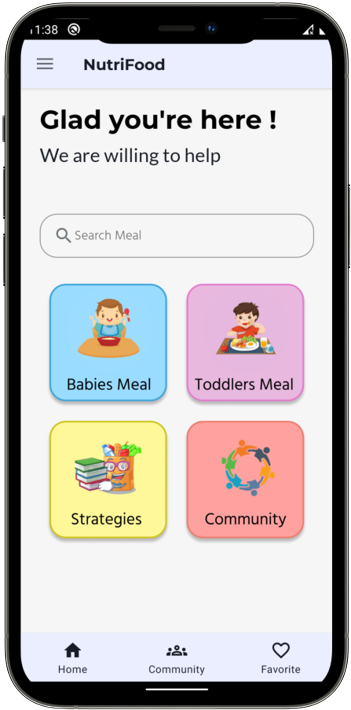 1:38
NutriFood
Glad you're here !
We are willing to help
Search Meal
Babies Meal
Toddlers Meal
Strategies
Community
Home
Community
Favorite